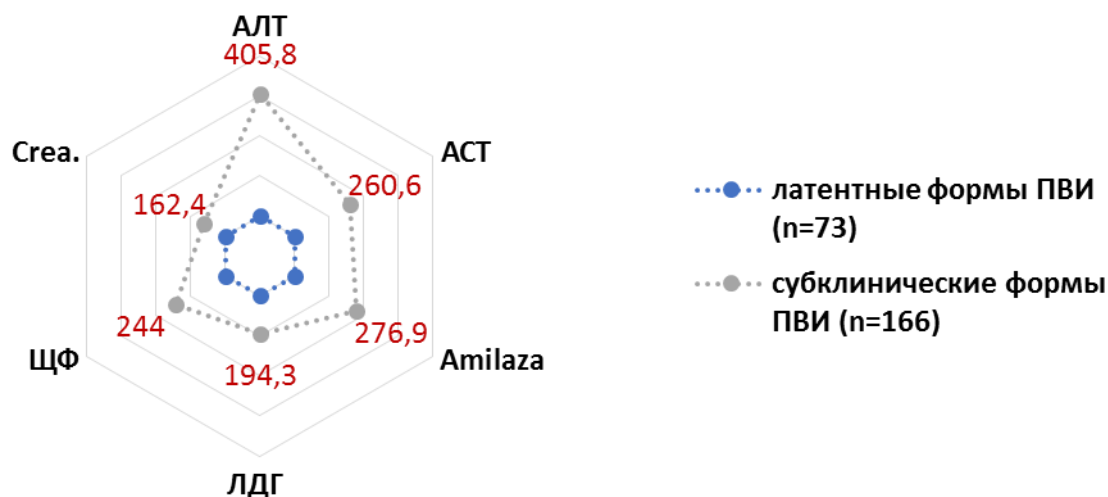 АЛТ
405,8
Crea.
АСТ
162,4
260,6
латентные формы ПВИ
(n=73)
субклинические формы
ПВИ (n=166)
244
276,9
ЩФ
Amilaza
194,3
ЛДГ